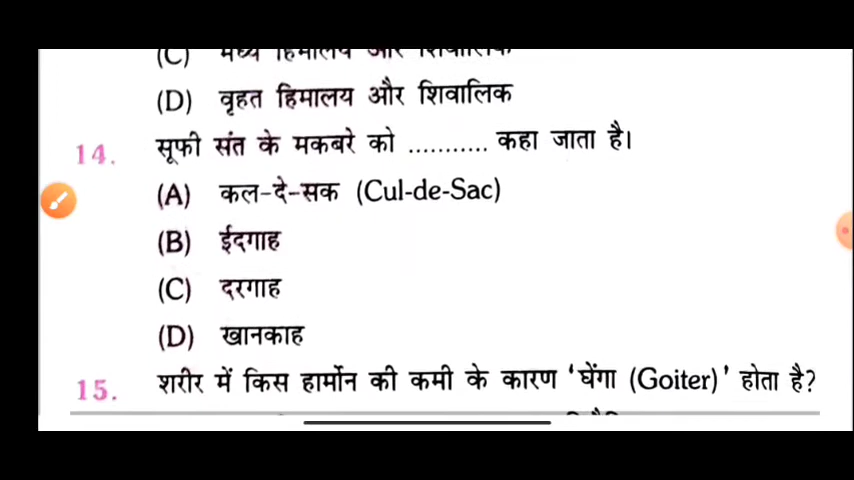 (D) वृहत हिमालय और शिवालिक
14. सूफी संत के मकबरे को ........... कहा जाता है।
(A) कल-दे-सक (Cul-de-Sac)
(B) ईदगाह
(C) दरगाह
(D) खानकाह
15. शरीर में किस हार्मोन की कमी के कारण ‘घेंगा (Goiter)’ होता है?